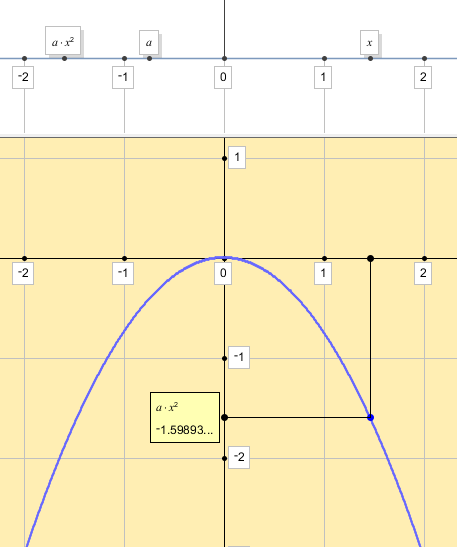 a · x² a x
-2 -1 0 1 2
1
-2 -1 0 1 2
-1
a · x²
-1.59893...
-2